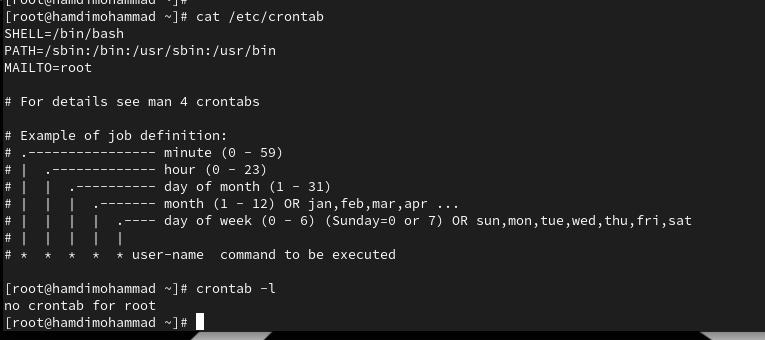 [root@hamdimohammad ~]# cat /etc/crontab
SHELL=/bin/bash
PATH=/sbin:/bin:/usr/sbin:/usr/bin
MAILTO=root
# For details see man 4 crontabs
# Example of job definition:
# .---------------- minute (0 - 59)
# |  .------------- hour (0 - 23)
# |  |  .---------- day of month (1 - 31)
# |  |  |  .------- month (1 - 12) OR jan,feb,mar,apr ...
# |  |  |  |  .---- day of week (0 - 6) (Sunday=0 or 7) OR sun,mon,tue,wed,thu,fri,sat
# |  |  |  |  |
# *  *  *  *  * user-name  command to be executed
[root@hamdimohammad ~]# crontab -l
no crontab for root
[root@hamdimohammad ~]#